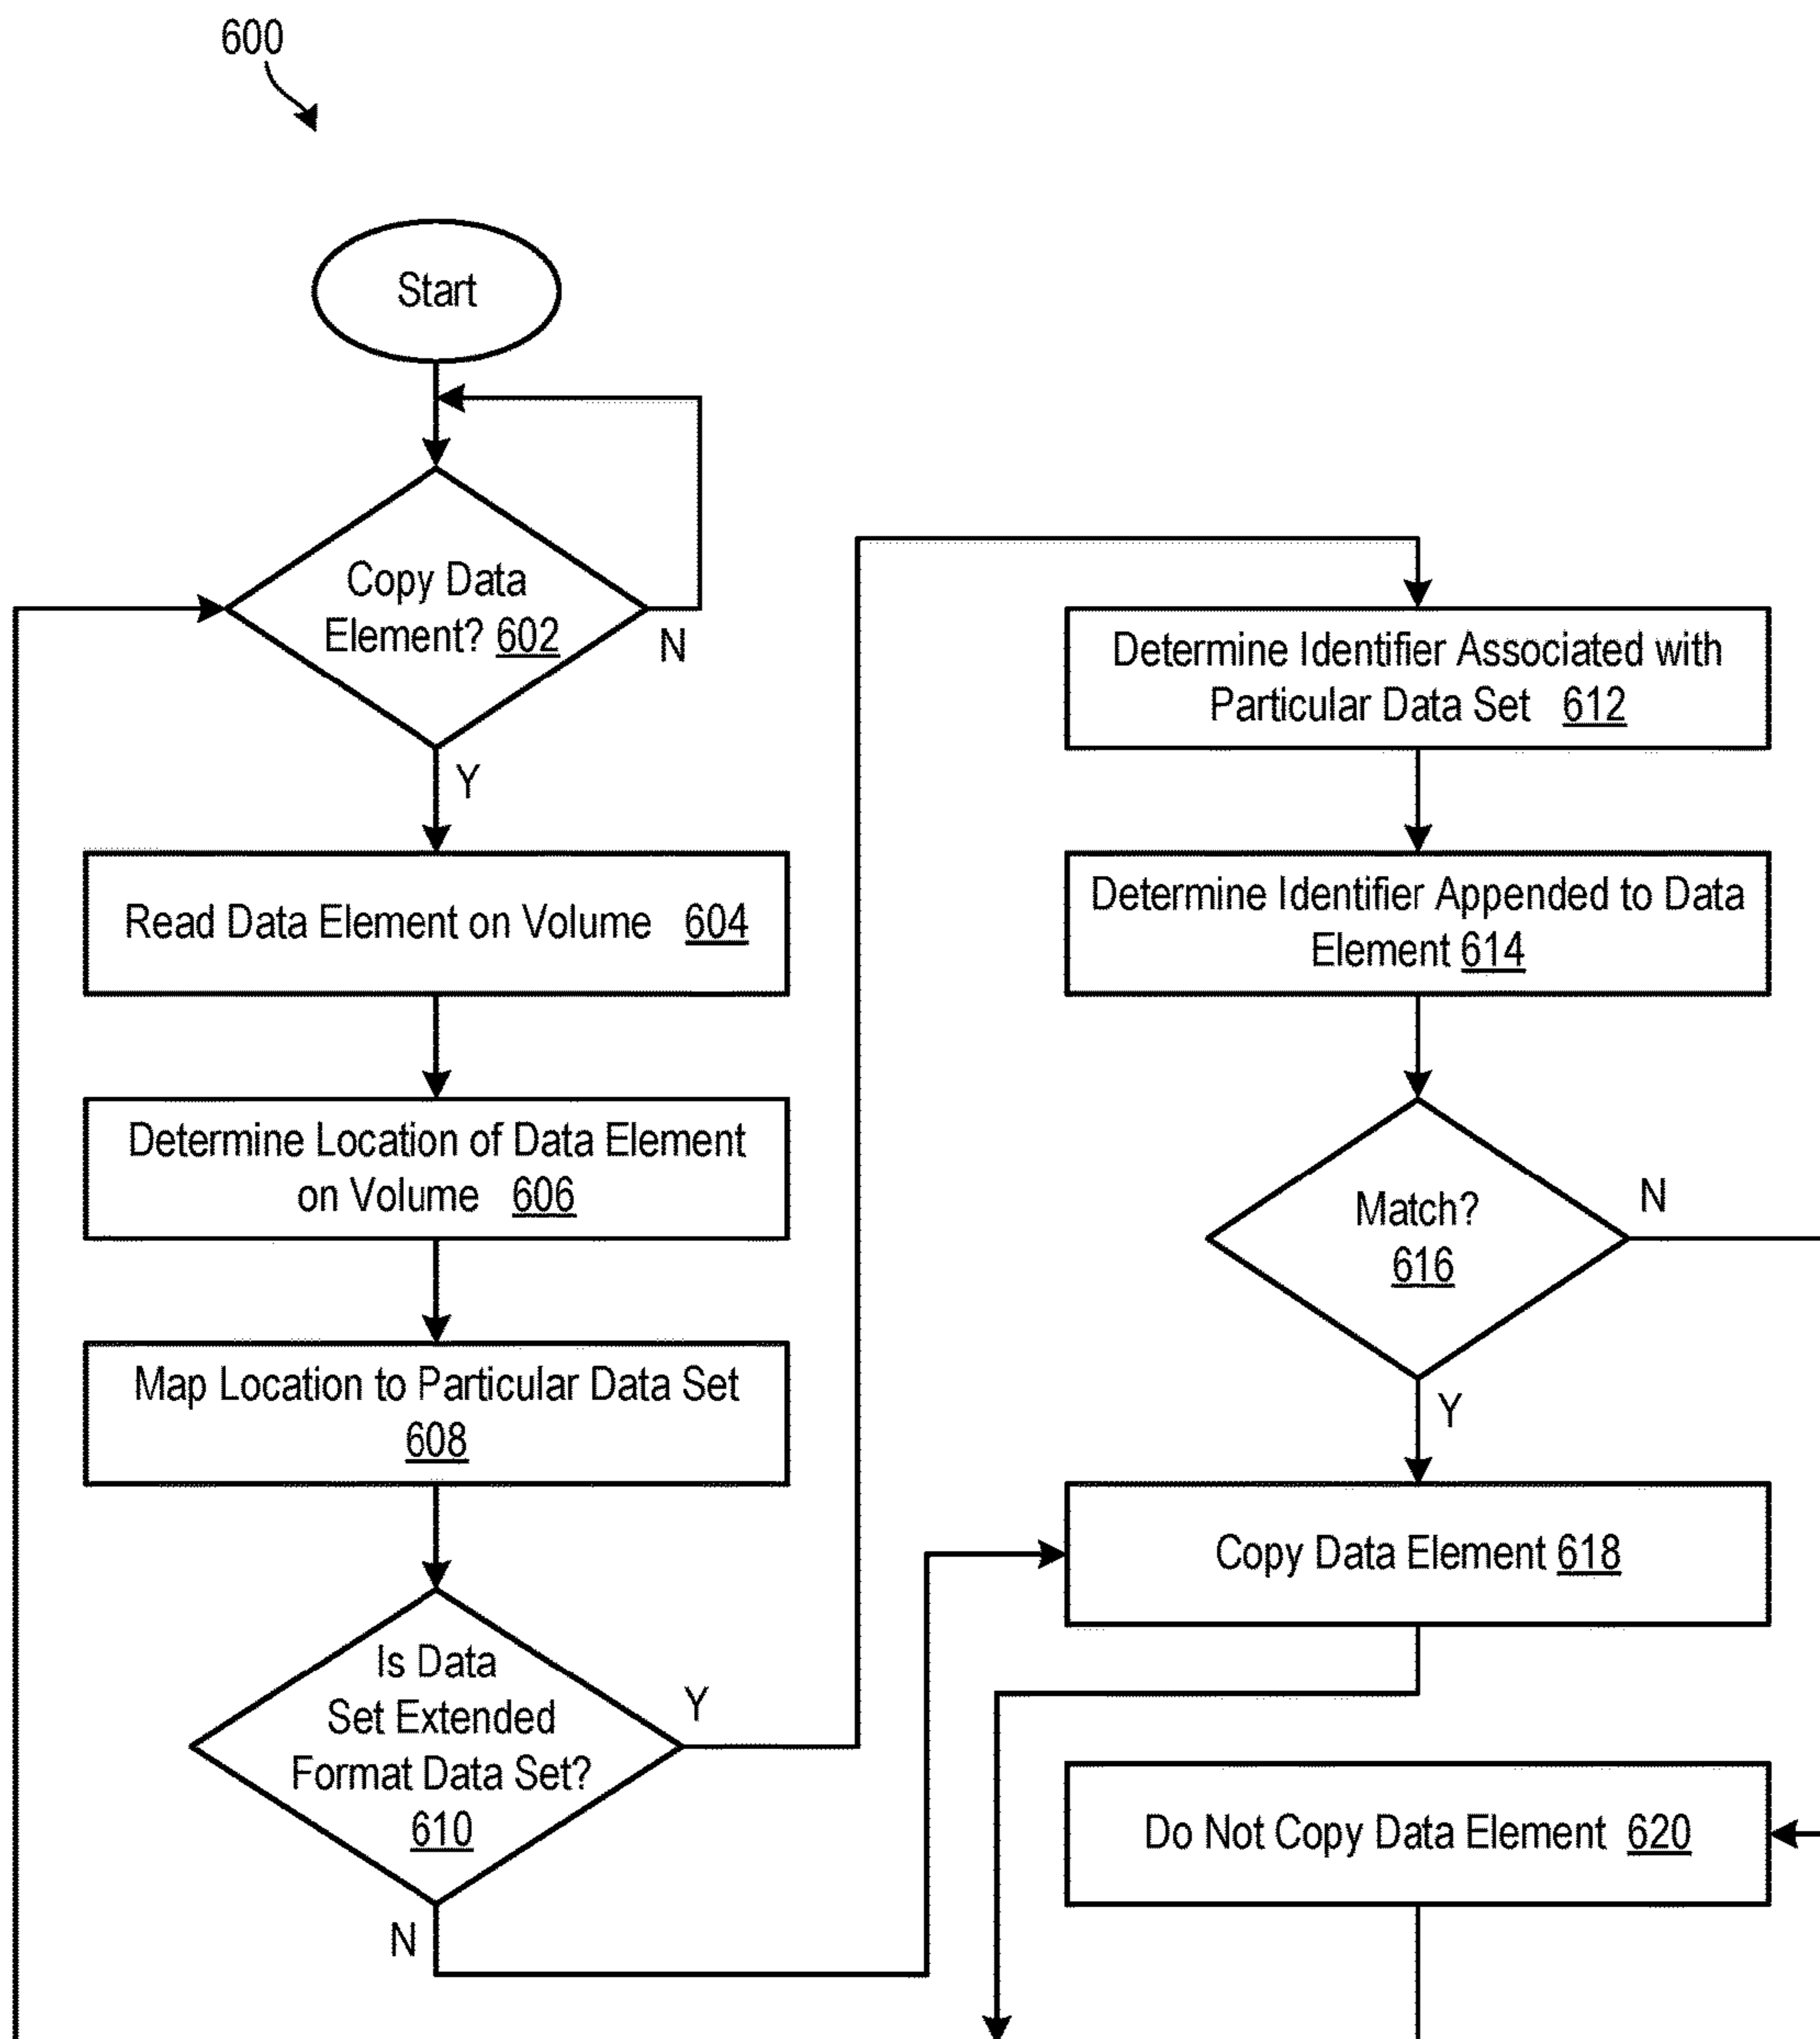 600
Start
Copy Data
Element? 602
N
Y
Read Data Element on Volume 604
Determine Location of Data Element
on Volume 606
Map Location to Particular Data Set
608
Is Data
Set Extended
Format Data Set?
610
Y
N
Determine Identifier Associated with
Particular Data Set 612
Determine Identifier Appended to Data
Element 614
Match?
616
N
Y
Copy Data Element 618
Do Not Copy Data Element 620